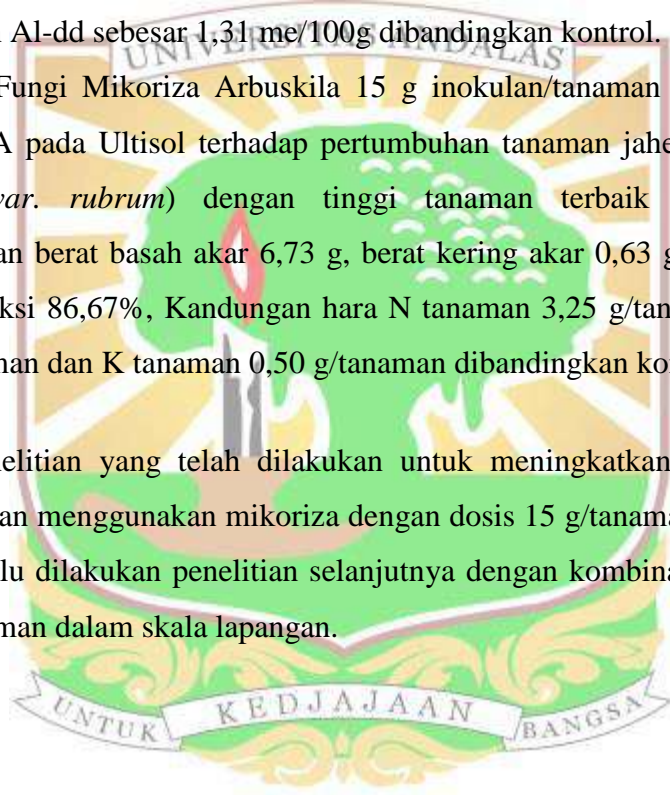 Al-dd sebesar 1,31 me/100g dibandingkan kontrol.
UNIVERSITAS ANDALAS
Fungi Mikoriza Arbuskila 15 g inokulan/tanaman
A pada Ultisol terhadap pertumbuhan tanaman jahe
var. rubrum) dengan tinggi tanaman terbaik
an berat basah akar 6,73 g, berat kering akar 0,63 g
ksi 86,67%, Kandungan hara N tanaman 3,25 g/tan
man dan K tanaman 0,50 g/tanaman dibandingkan kon
elitian yang telah dilakukan untuk meningkatkan
an menggunakan mikoriza dengan dosis 15 g/tanama
lu dilakukan penelitian selanjutnya dengan kombina
man dalam skala lapangan.
UNTUK KEDJAJAAN BANGSA